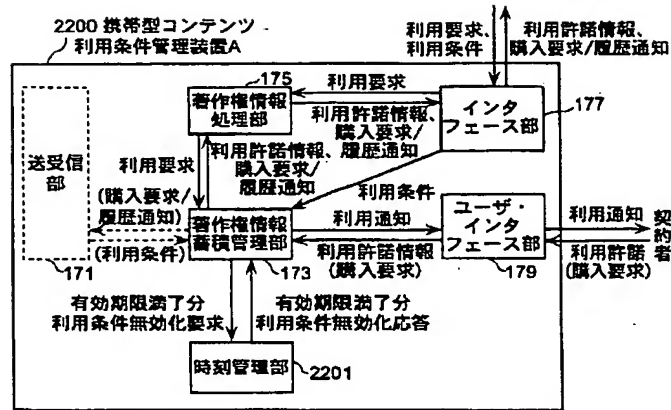 2200 携帯型コンテンツ
利用条件管理装置A
利用要求、
利用条件
利用許諾情報、
購入要求/履歴通知
175
著作権情報
処理部
利用要求
利用許諾情報、
購入要求/
履歴通知
インタ
フェース部
177
送受信
部
171
利用要求
利用許諾情報、
購入要求/
履歴通知
(購入要求/
履歴通知)
(利用条件)
利用条件
著作権情報
蓄積管理部
173
利用通知
利用許諾情報
(購入要求)
ユーザ・
インタ
フェース部
179
利用通知
利用許諾
(購入要求)
契約者
有効期限満了分
利用条件無効化要求
有効期限満了分
利用条件無効化応答
時刻管理部
2201